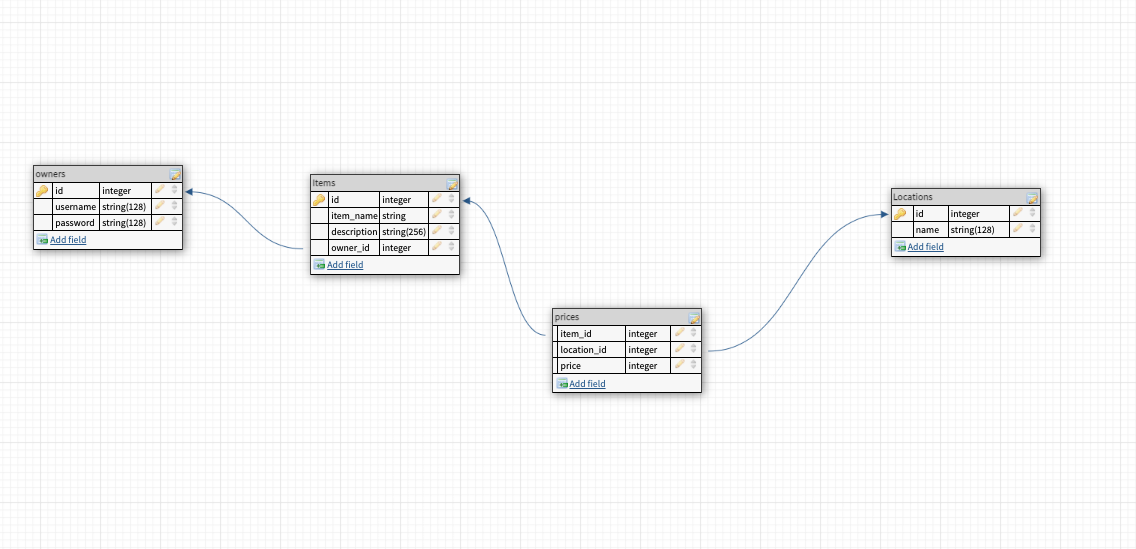 owners
id integer
username string(128)
password string(128)
Add field
Items
id integer
item_name string
description string(256)
owner_id integer
Add field
prices
item_id integer
location_id integer
price integer
Add field
Locations
id integer
name string(128)
Add field